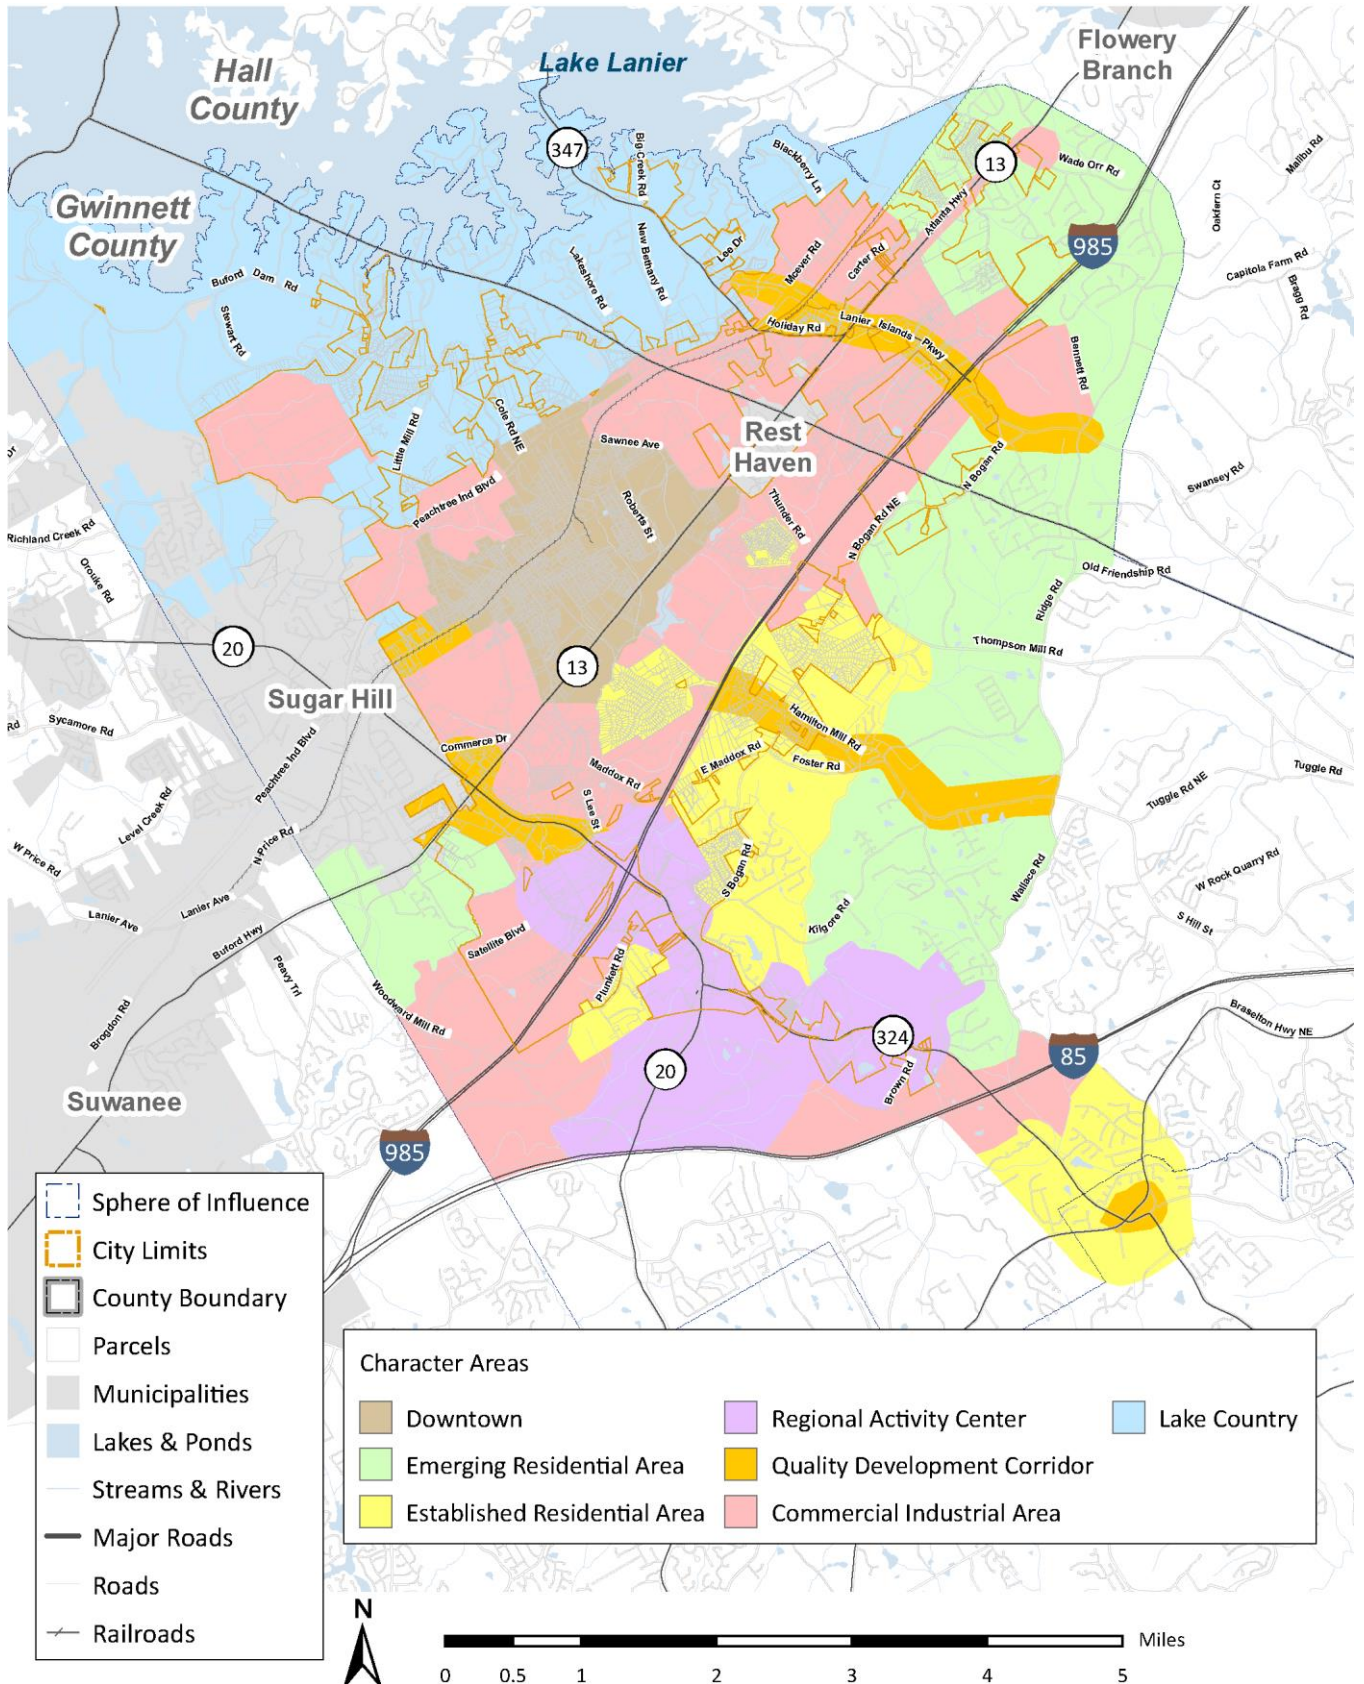 Flowery
Branch
Lake Lanier
Hall
County
347
Big Creek Rd
Blackberry Ln
13
Wade Orr Rd
Malibu Rd
Oakfern Ct
Gwinnett
County
New Bethany Rd
Lee Dr
Atlanta Hwy
985
Mcever Rd
Carter Rd
Capitola Farm Rd
Bragg Rd
Buford Dam Rd
Lakeshore Rd
Stewart Rd
Holiday Rd
Lanier Islands Pkwy
Bennett Rd
Little Mill Rd
Cole Rd NE
Sawnee Ave
Rest
Haven
N Bogan Rd
Swansey Rd
Dr
Peachtree Ind Blvd
Roberts St
Thunder Rd
N Bogan Rd NE
Richland Creek Rd
Orouke Rd
Old Friendship Rd
Ridge Rd
20
Thompson Mill Rd
13
Sugar Hill
Rd
Sycamore Rd
Peachtree Ind Blvd
Commerce Dr
Hamilton Mill Rd
E Maddox Rd
Foster Rd
Maddox Rd
Tuggle Rd
Tuggle Rd NE
Level Creek Rd
S Lee St
W Price Rd
N Price Rd
S Bogan Rd
Wallace Rd
W Rock Quarry Rd
S Hill St
Lanier Ave
Lanier Ave
Kilgore Rd
Buford Hwy
Satellite Blvd
Peavy Trl
Plunkett Rd
Woodward Mill Rd
Brogdon Rd
Braselton Hwy NE
324
85
20
Brown Rd
Suwanee
985
Sphere of Influence
City Limits
County Boundary
Parcels
Municipalities
Lakes & Ponds
Streams & Rivers
Major Roads
Roads
Railroads
Character Areas
Downtown
Emerging Residential Area
Established Residential Area
Regional Activity Center
Quality Development Corridor
Commercial Industrial Area
Lake Country
N
Miles
0 0.5 1 2 3 4 5